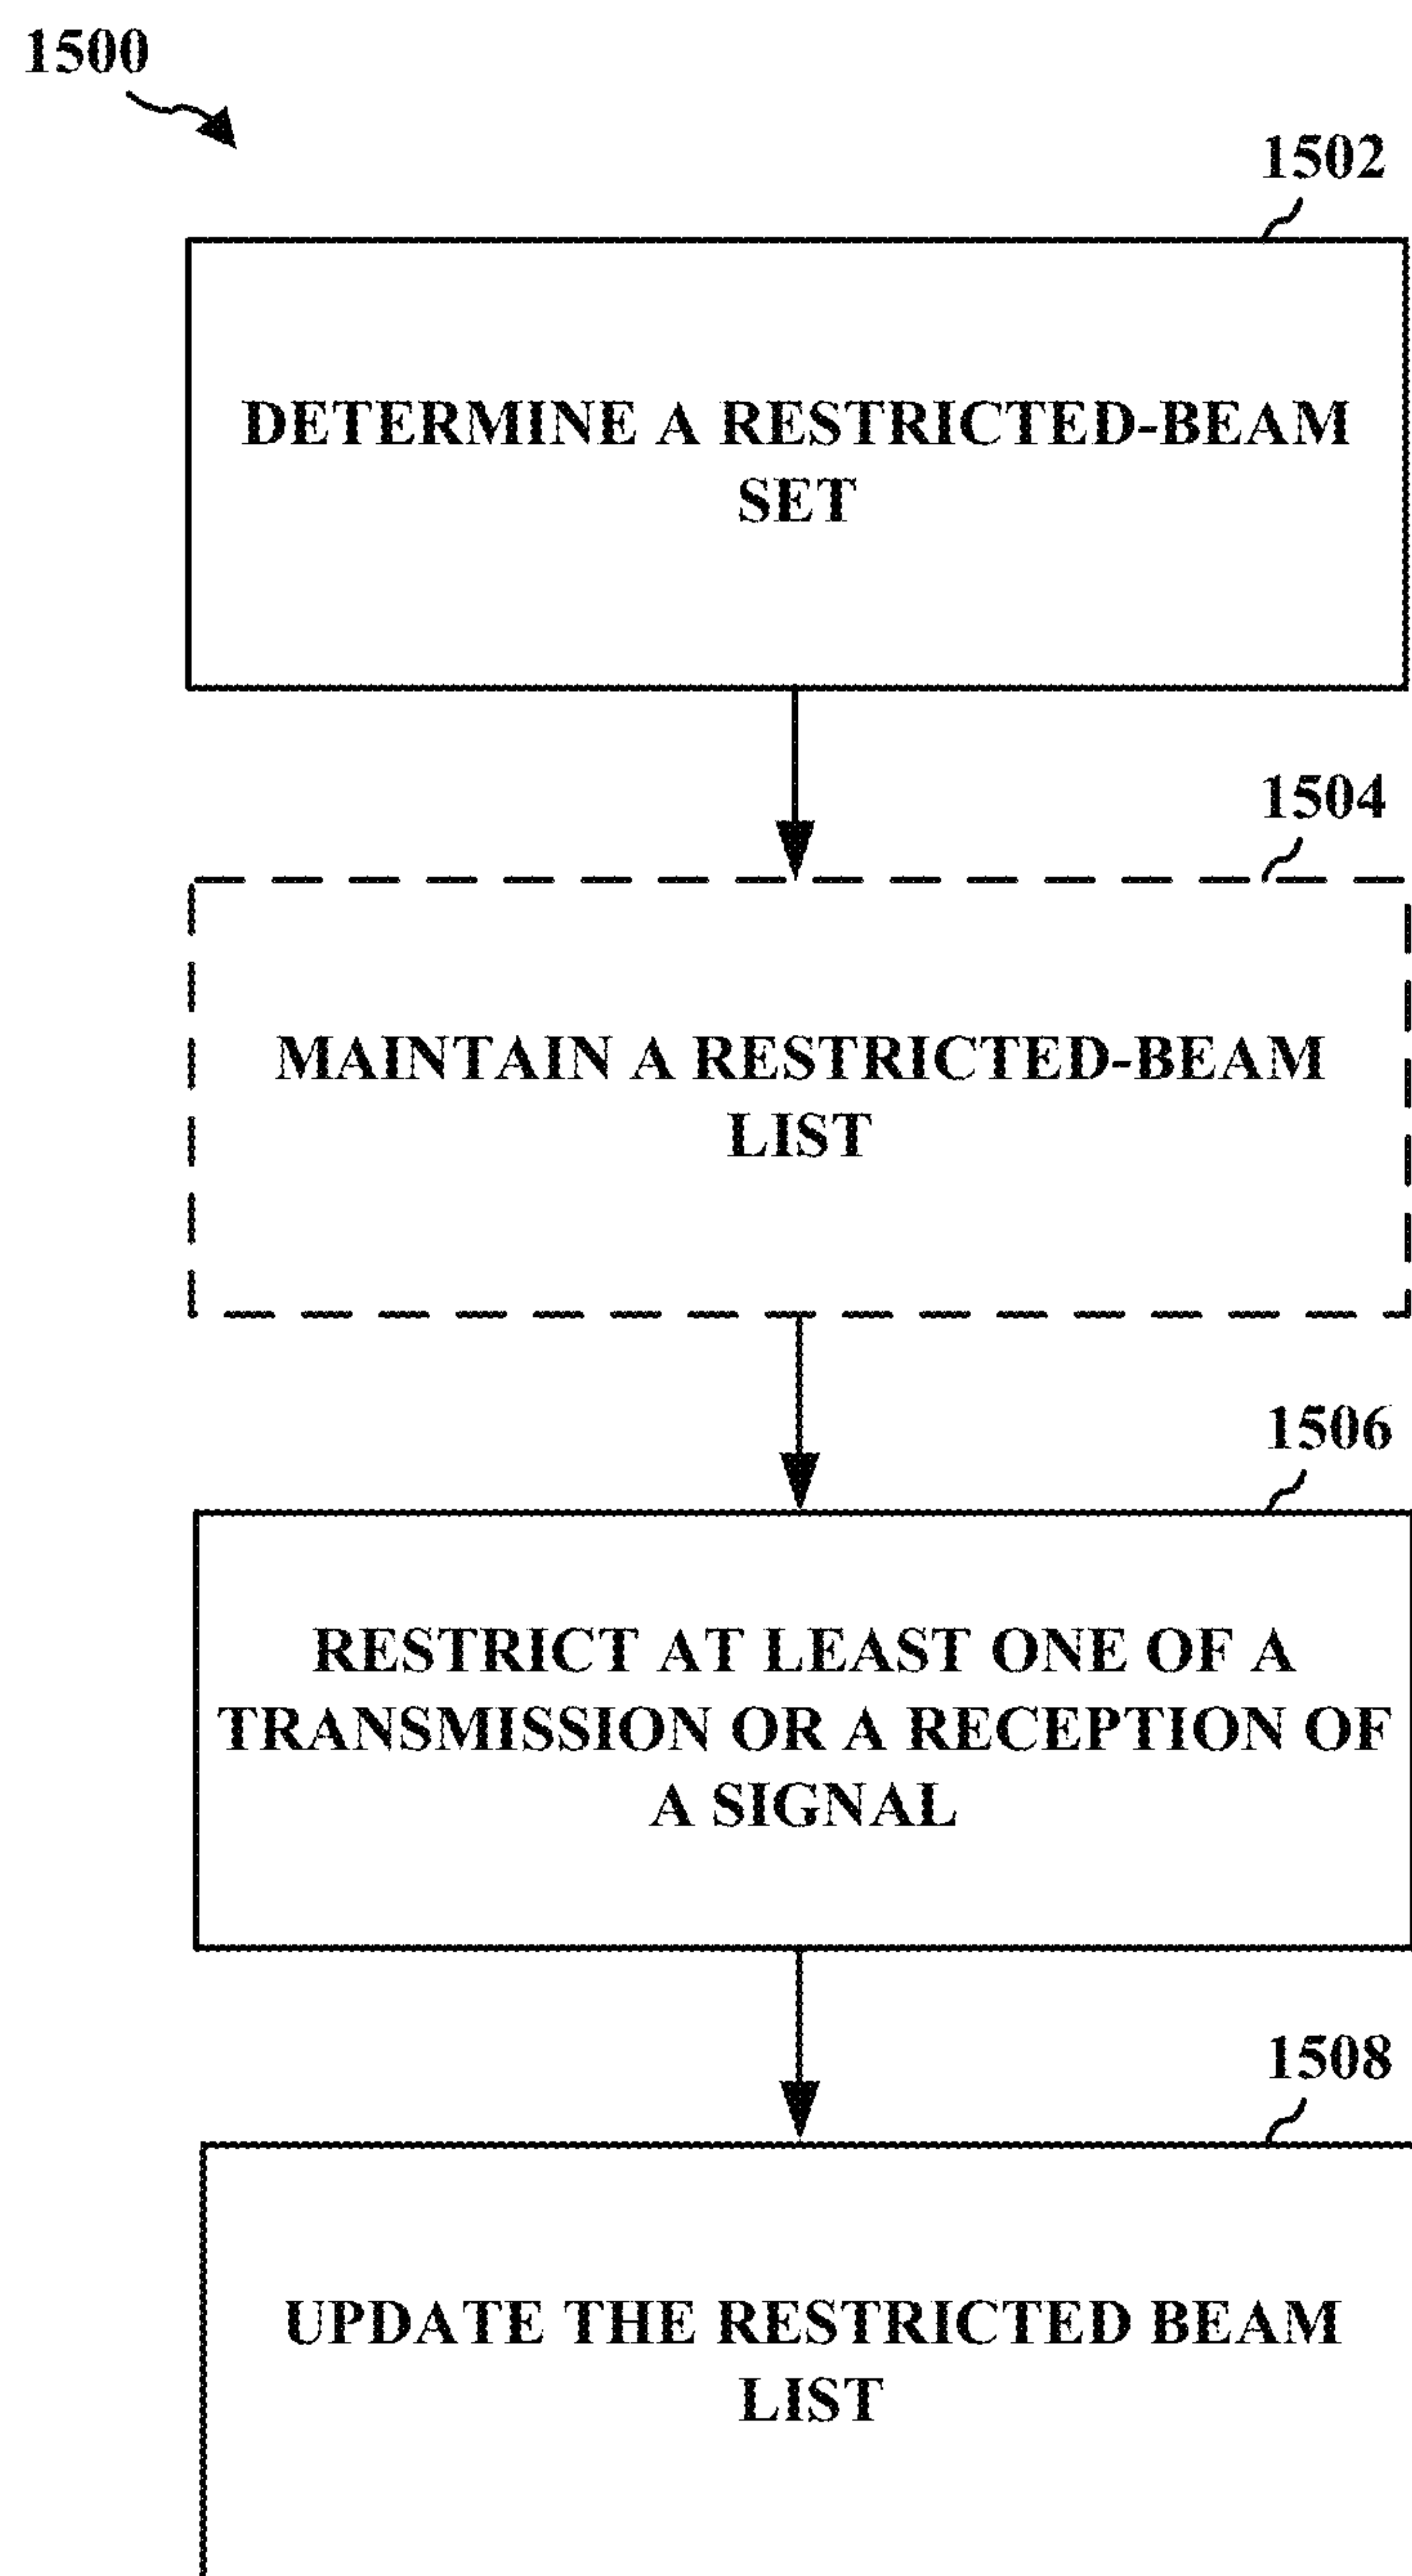 1500
1502
DETERMINE A RESTRICTED-BEAM
SET
1504
MAINTAIN A RESTRICTED-BEAM
LIST
1506
RESTRICT AT LEAST ONE OF A
TRANSMISSION OR A RECEPTION OF
A SIGNAL
1508
UPDATE THE RESTRICTED BEAM
LIST